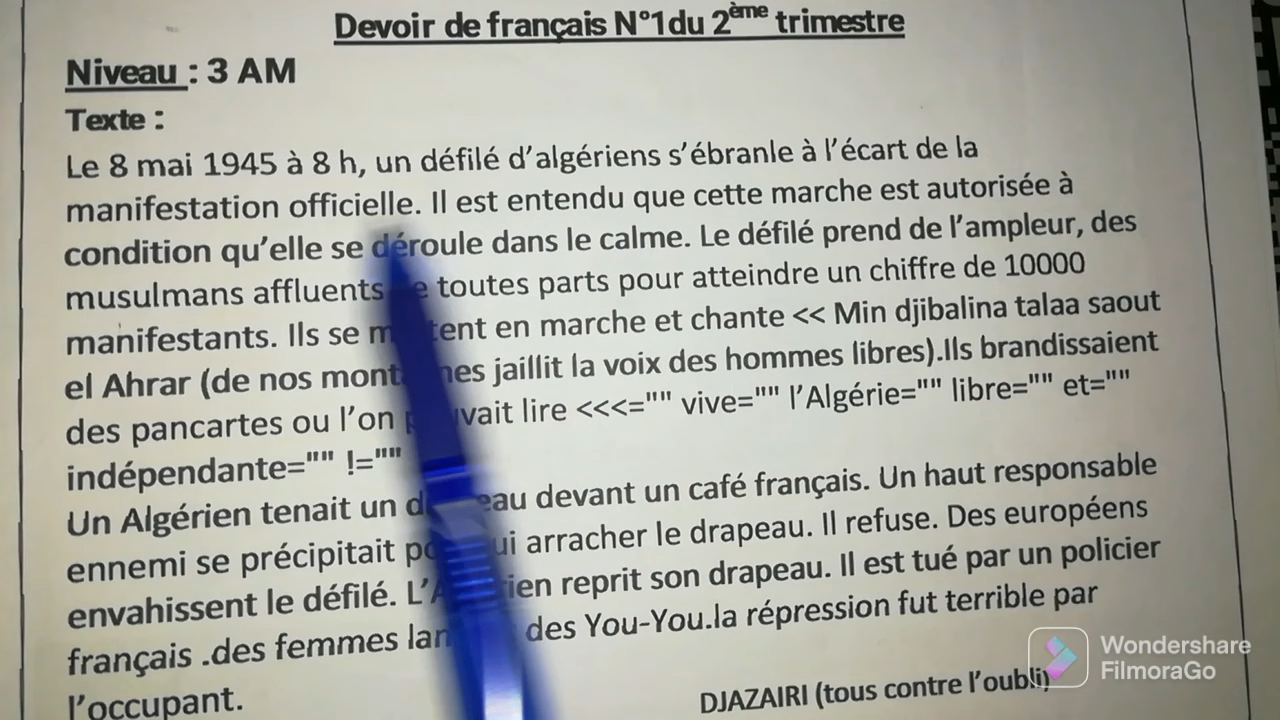 Devoir de français N°1du 2ème trimestre
Niveau : 3 AM
Texte :
Le 8 mai 1945 à 8 h, un défilé d'algériens s'ébranle à l'écart de la
manifestation officielle. Il est entendu que cette marche est autorisée à
condition qu'elle se déroule dans le calme. Le défilé prend de l'ampleur, des
musulmans affluents toutes parts pour atteindre un chiffre de 10000
manifestants. Ils se en marche et chante << Min djibalina talaa saout
el Ahrar (de nos jaillit la voix des hommes libres).Ils brandissaient
des pancartes ou l'on lire <<<="" vive="" l'Algérie="" libre="" et=""
indépendante="" !=""
Un Algérien tenait un devant un café français. Un haut responsable
ennemi se précipitait arracher le drapeau. Il refuse. Des européens
envahissent le défilé. reprit son drapeau. Il est tué par un policier
français .des femmes des You-You.la répression fut terrible par
l'occupant.
DJAZAIRI (tous contre l'oubli)
Wondershare
FilmoraGo